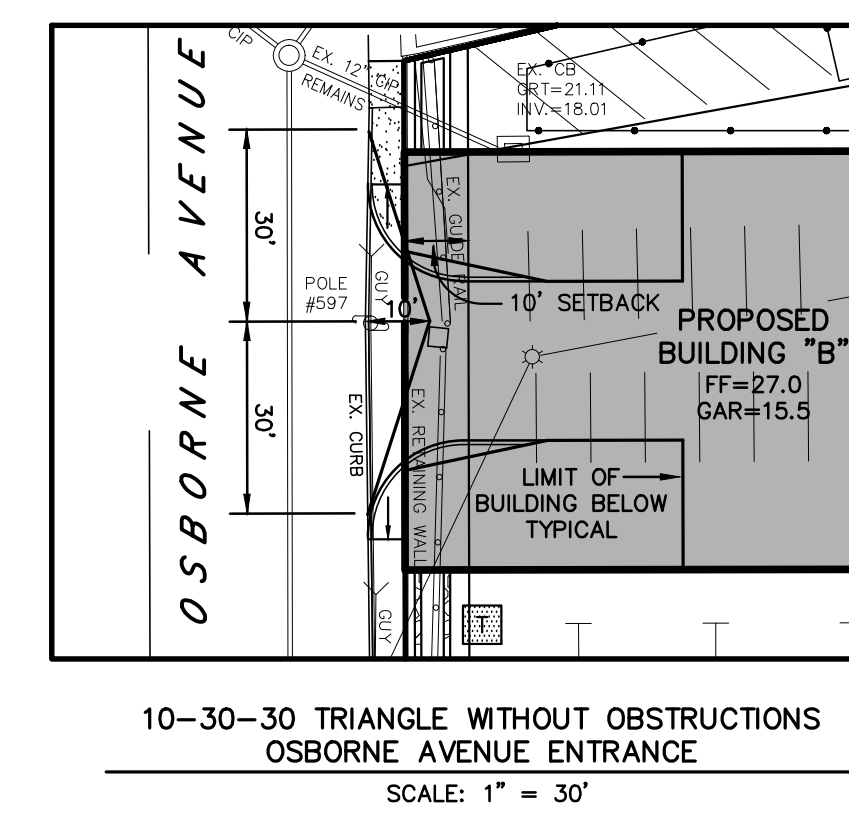 CIP
EX. 12" CIP
REMAINS
EX. CB
GRT=21.11
INV.=18.01
OSBORNE AVENUE
30'
30'
POLE
#597
GUY
10'
EX. GUIDE RAIL
10' SETBACK
PROPOSED
BUILDING "B"
FF=27.0
GAR=15.5
EX. CURB
EX. RETAINING WALL
LIMIT OF
BUILDING BELOW
TYPICAL
GUY
T
10-30-30 TRIANGLE WITHOUT OBSTRUCTIONS
OSBORNE AVENUE ENTRANCE
SCALE: 1" = 30'